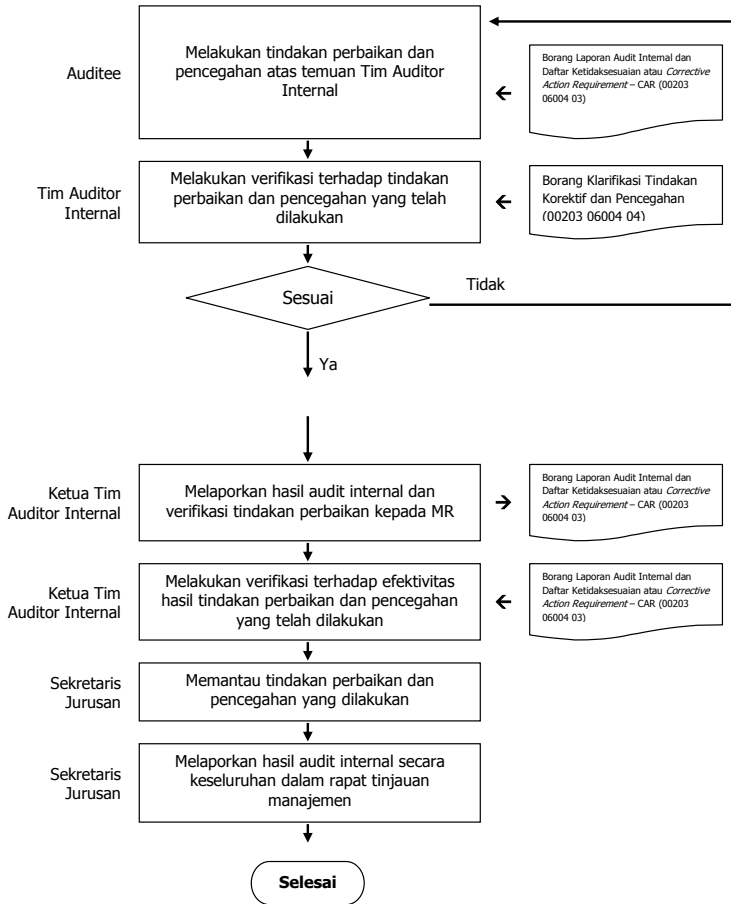 Auditee
Melakukan tindakan perbaikan dan
pencegahan atas temuan Tim Auditor
Internal
Borang Laporan Audit Internal dan
Daftar Ketidaksesuaian atau Corrective
Action Requirement – CAR (00203
06004 03)
Tim Auditor
Internal
Melakukan verifikasi terhadap tindakan
perbaikan dan pencegahan yang telah
dilakukan
Borang Klarifikasi Tindakan
Korektif dan Pencegahan
(00203 06004 04)
Sesuai
Tidak
Ya
Ketua Tim
Auditor Internal
Melaporkan hasil audit internal dan
verifikasi tindakan perbaikan kepada MR
Borang Laporan Audit Internal dan
Daftar Ketidaksesuaian atau Corrective
Action Requirement – CAR (00203
06004 03)
Ketua Tim
Auditor Internal
Melakukan verifikasi terhadap efektivitas
hasil tindakan perbaikan dan pencegahan
yang telah dilakukan
Borang Laporan Audit Internal dan
Daftar Ketidaksesuaian atau Corrective
Action Requirement – CAR (00203
06004 03)
Sekretaris
Jurusan
Memantau tindakan perbaikan dan
pencegahan yang dilakukan
Sekretaris
Jurusan
Melaporkan hasil audit internal secara
keseluruhan dalam rapat tinjauan
manajemen
Selesai